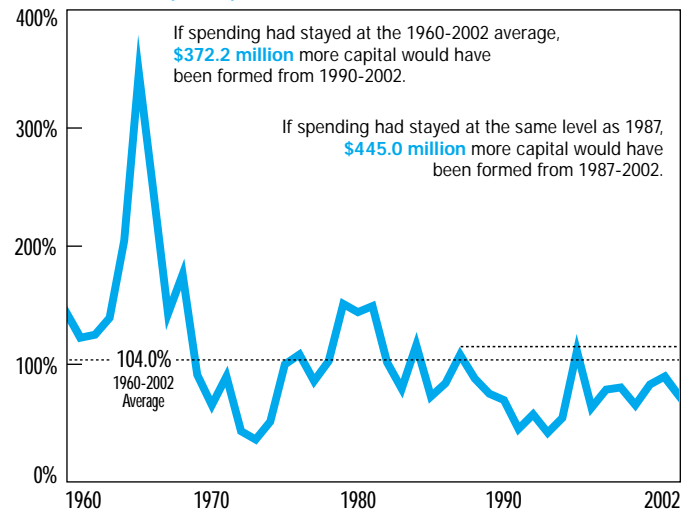 400%
If spending had stayed at the 1960-2002 average,
$372.2 million more capital would have
been formed from 1990-2002.
300%
If spending had stayed at the same level as 1987,
$445.0 million more capital would have
been formed from 1987-2002.
200%
100%
104.0%
1960-2002
Average
0%
1960 1970 1980 1990 2002